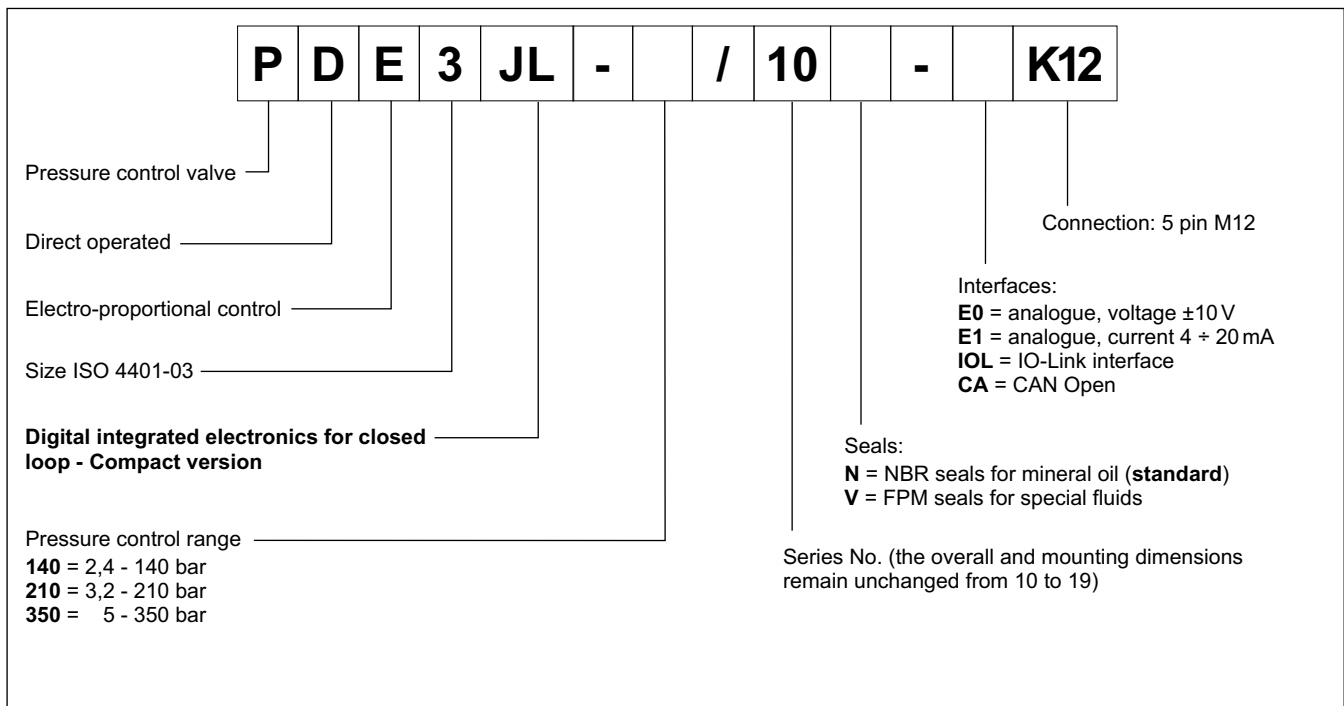 P D E 3 JL - / 10 - K12
Pressure control valve
Direct operated
Electro-proportional control
Size ISO 4401-03
Digital integrated electronics for closed
loop - Compact version
Pressure control range
140 = 2,4 - 140 bar
210 = 3,2 - 210 bar
350 = 5 - 350 bar
Connection: 5 pin M12
Interfaces:
E0 = analogue, voltage ±10 V
E1 = analogue, current 4 ÷ 20 mA
IOL = IO-Link interface
CA = CAN Open
Seals:
N = NBR seals for mineral oil (standard)
V = FPM seals for special fluids
Series No. (the overall and mounting dimensions
remain unchanged from 10 to 19)